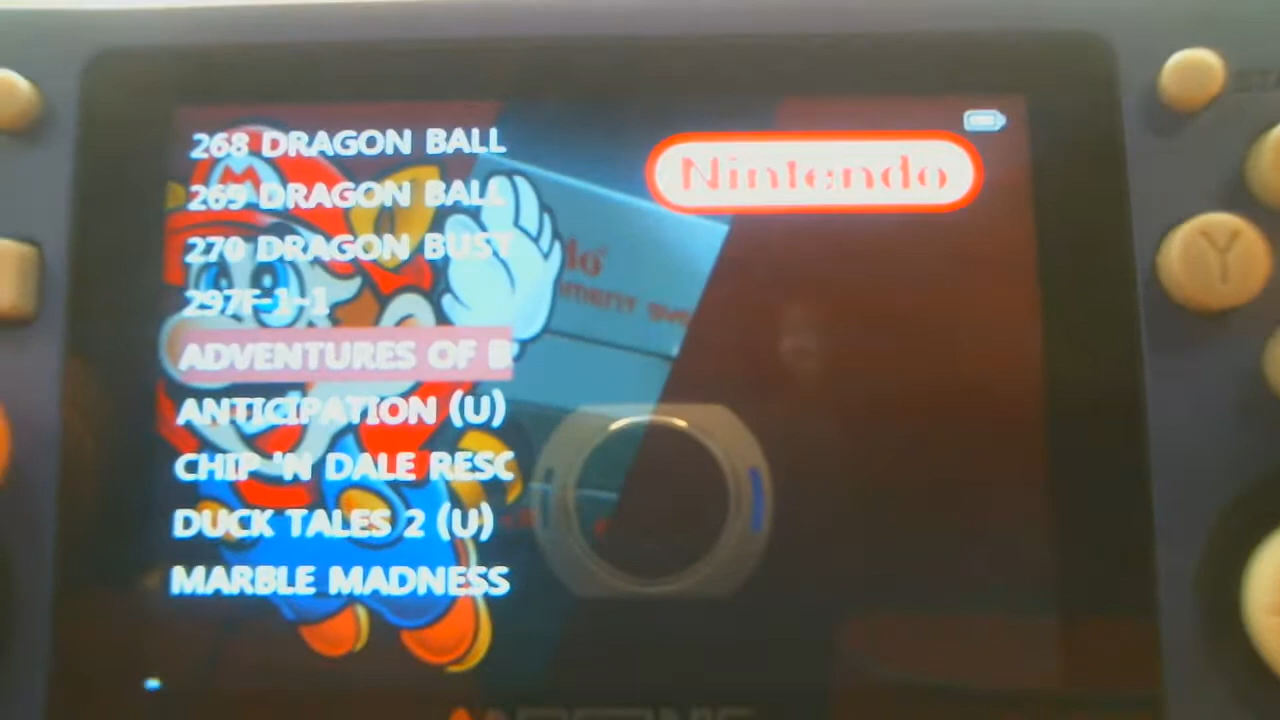 268 DRAGON BALL
269 DRAGON BALL
270 DRAGON BUST
297F-1~1
ADVENTURES OF B
ANTICIPATION (U)
CHIP 'N DALE RESC
DUCK TALES 2 (U)
MARBLE MADNESS
Nintendo
Y